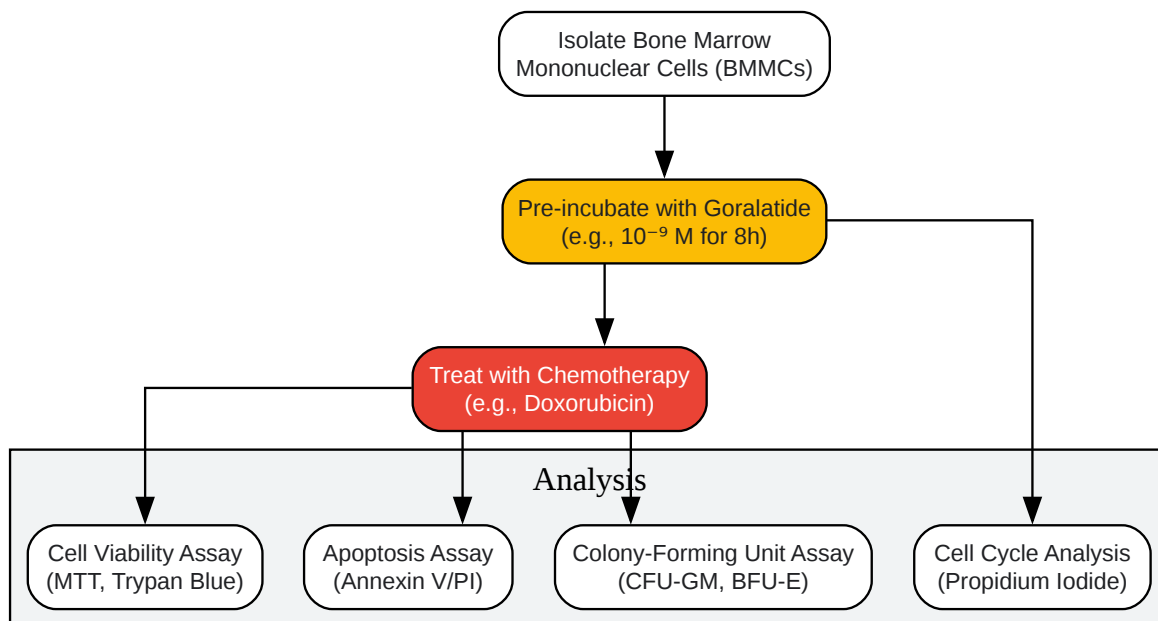 Isolate Bone Marrow
Mononuclear Cells (BMMCs)
Pre-incubate with Goralatide
(e.g., 10⁻⁹ M for 8h)
Treat with Chemotherapy
(e.g., Doxorubicin)
Analysis
Cell Viability Assay
(MTT, Trypan Blue)
Apoptosis Assay
(Annexin V/PI)
Colony-Forming Unit Assay
(CFU-GM, BFU-E)
Cell Cycle Analysis
(Propidium Iodide)